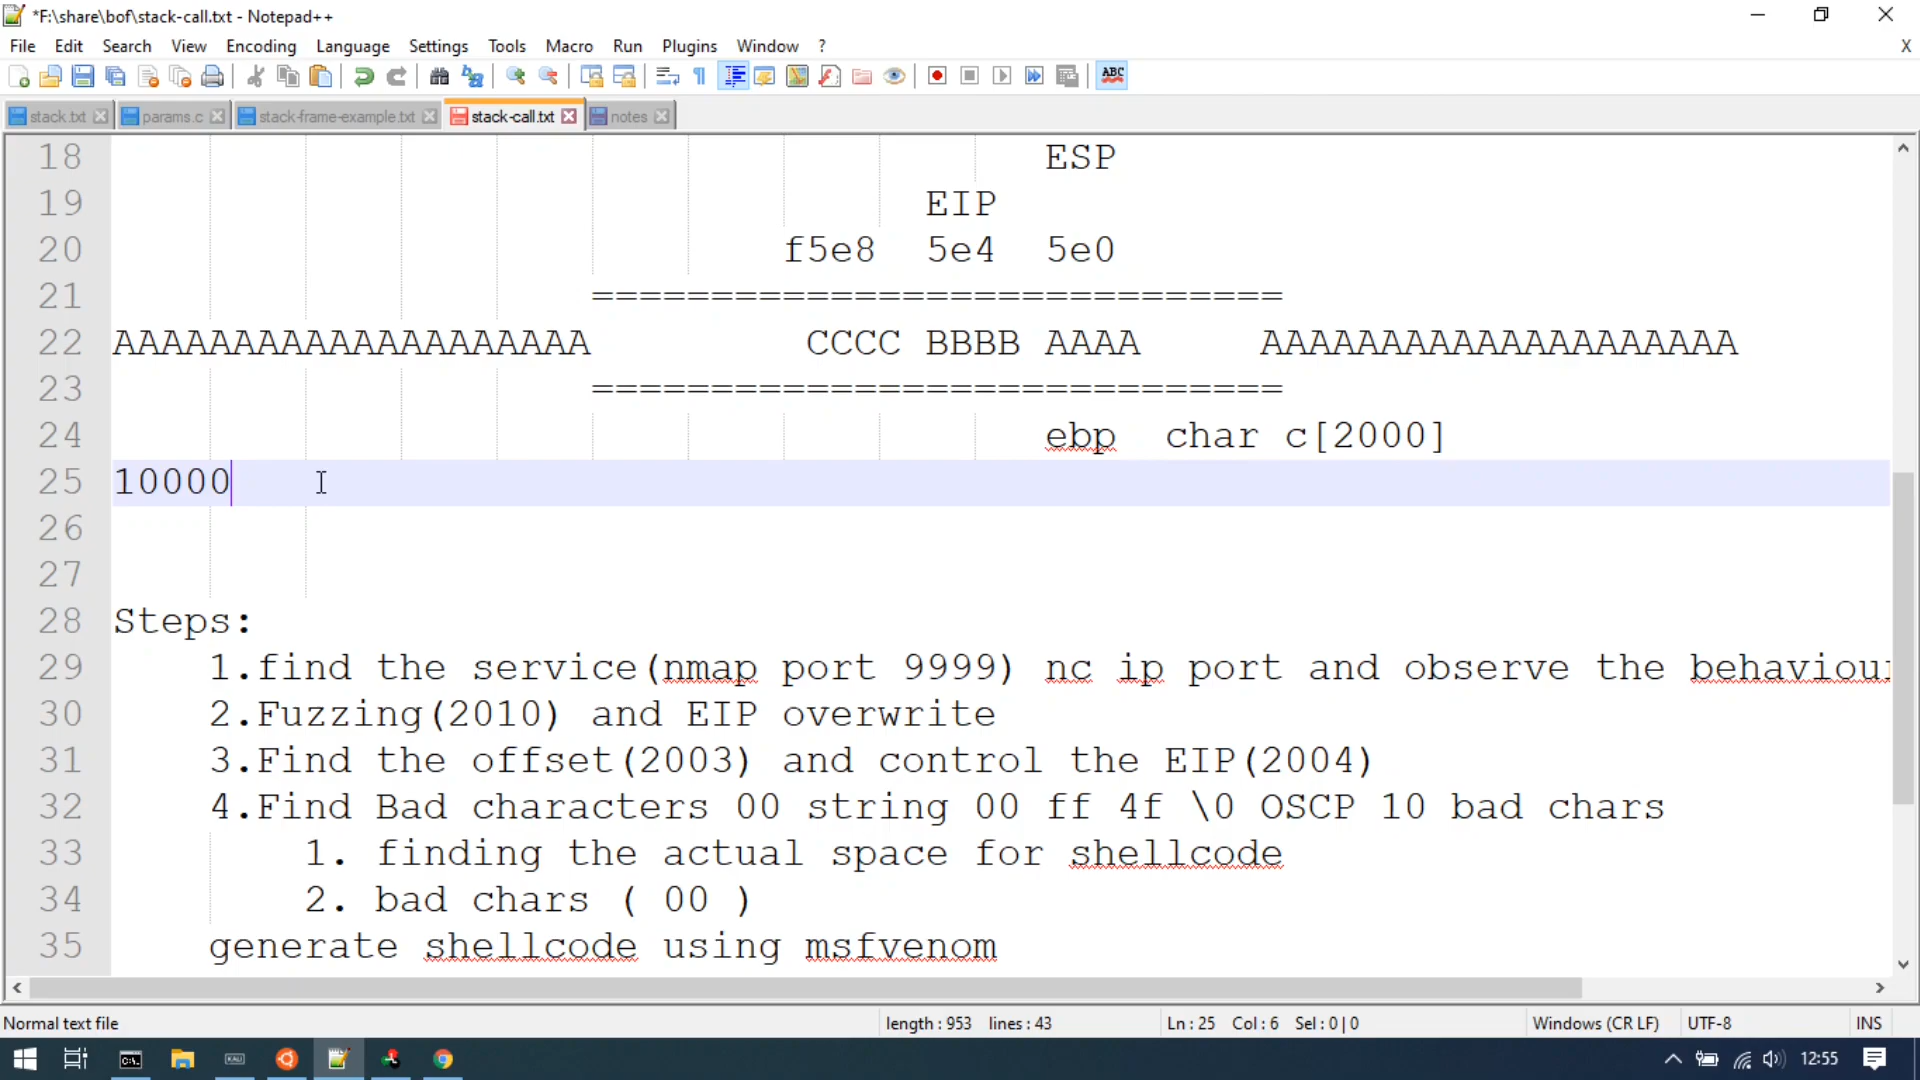 *F:\share\bof\stack-call.txt - Notepad++
File Edit Search View Encoding Language Settings Tools Macro Run Plugins Window ? X
ABC
stack.txt params.c stack-frame-example.txt stack-call.txt notes
18 ESP
19 EIP
20 f5e8 5e4 5e0
21 =============================
22 AAAAAAAAAAAAAAAAAAAA CCCC BBBB AAAA AAAAAAAAAAAAAAAAAAAA
23 =============================
24 ebp char c[2000]
25 10000
26
27
28 Steps:
29 1.find the service(nmap port 9999) nc ip port and observe the behaviour
30 2.Fuzzing(2010) and EIP overwrite
31 3.Find the offset(2003) and control the EIP(2004)
32 4.Find Bad characters 00 string 00 ff 4f \0 OSCP 10 bad chars
33 1. finding the actual space for shellcode
34 2. bad chars ( 00 )
35 generate shellcode using msfvenom
Normal text file length : 953 lines : 43 Ln : 25 Col : 6 Sel : 0 | 0 Windows (CR LF) UTF-8 INS
12:55